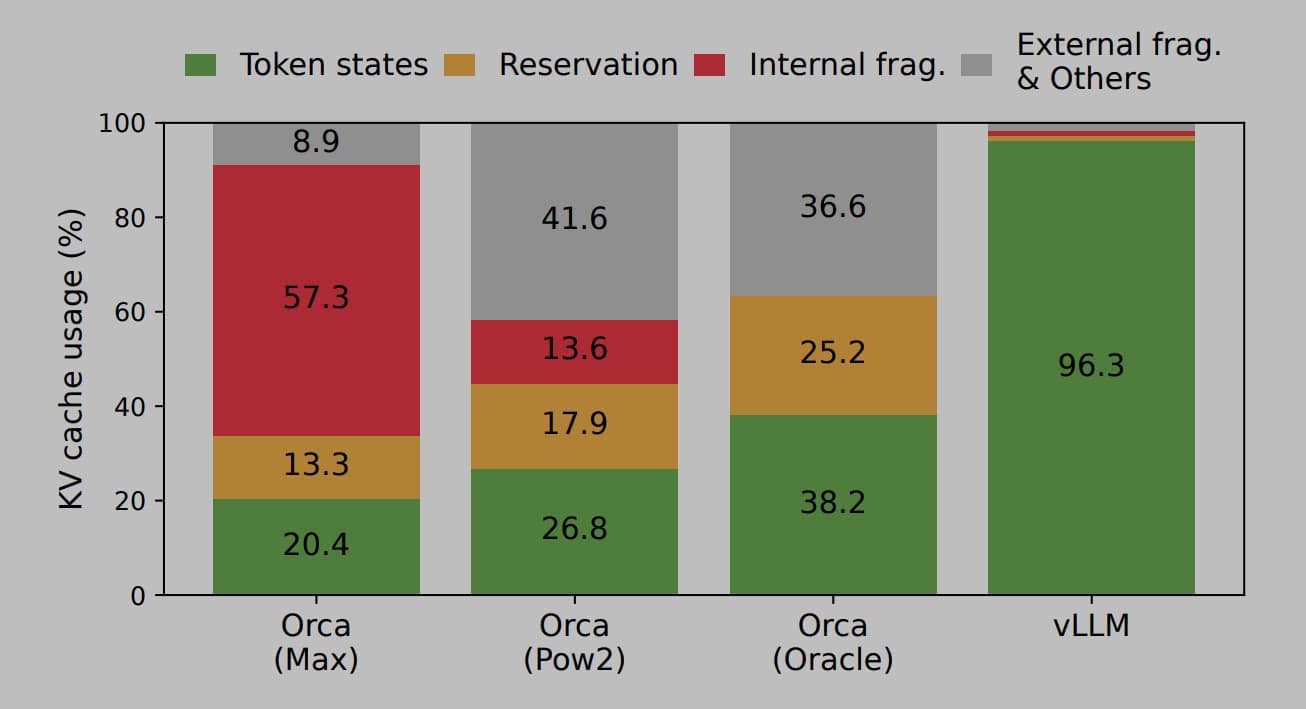 Token states
Reservation
Internal frag.
External frag.
& Others
KV cache usage (%)
100
80
60
40
20
0
8.9
57.3
13.3
20.4
41.6
13.6
17.9
26.8
36.6
25.2
38.2
96.3
Orca
(Max)
Orca
(Pow2)
Orca
(Oracle)
vLLM